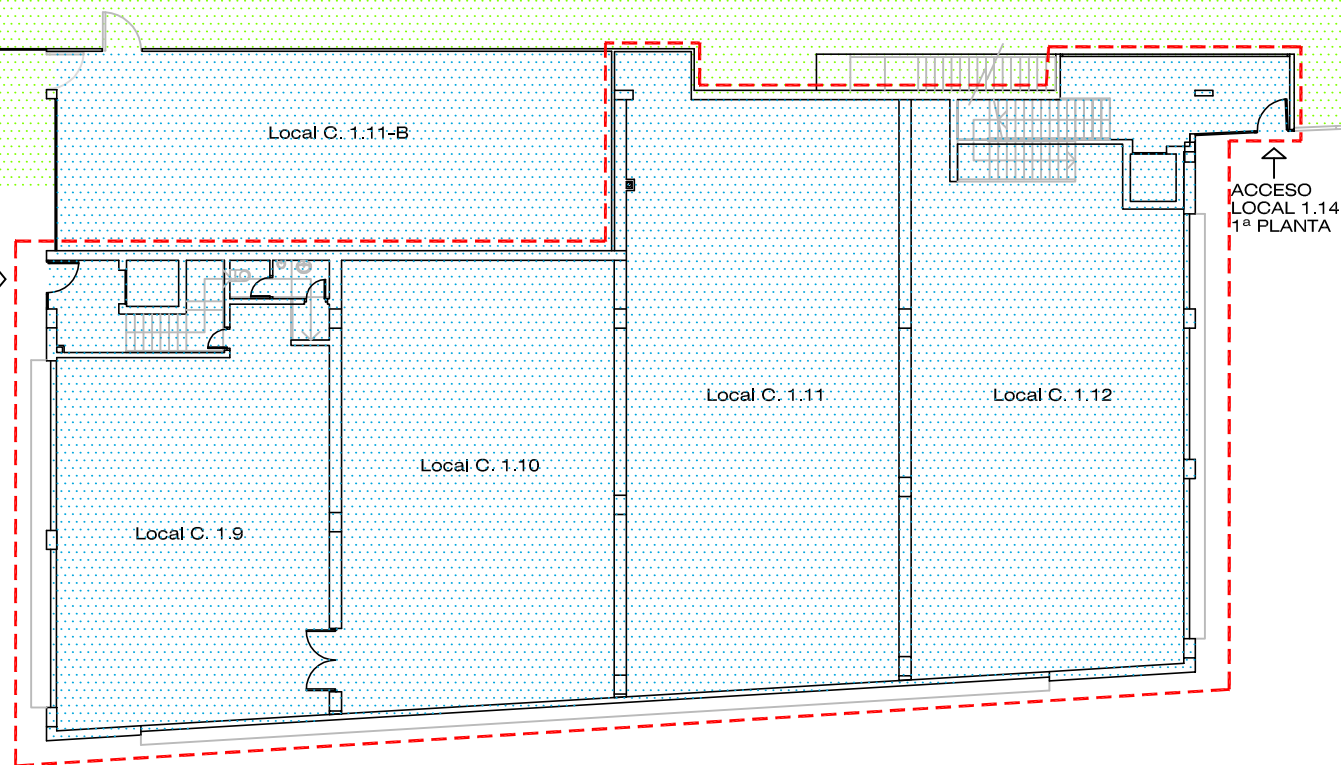 Local C. 1.11-B
ACCESO
LOCAL 1.14
1ª PLANTA
Local C. 1.11
Local C. 1.12
Local C. 1.10
Local C. 1.9